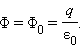 Φ = Φ₀ = q/ε₀.